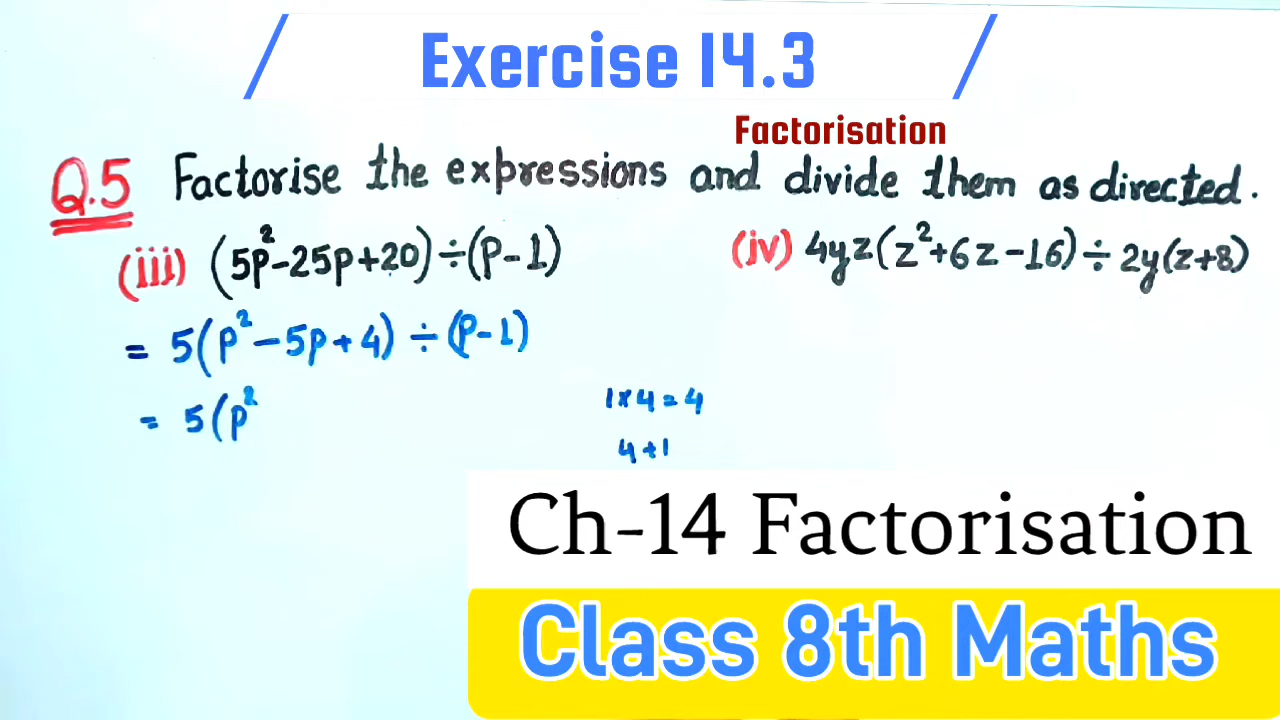 Exercise 14.3
Factorisation
Q.5 Factorise the expressions and divide them as directed.
(iii) (5p²-25p+20)÷(P-1) (iv) 4yz(z²+6z-16)÷2y(z+8)
= 5(p²-5p+4)÷(P-1)
= 5(p²
1×4=4
4+1
Ch-14 Factorisation
Class 8th Maths